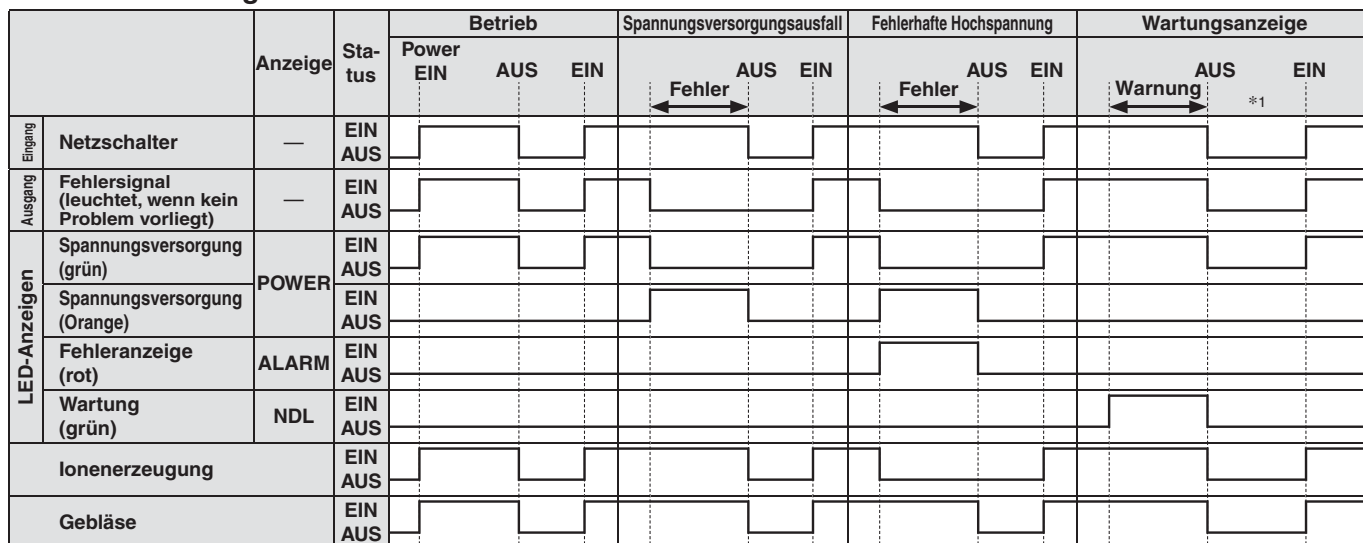 Betrieb Spannungsversorgungsausfall Fehlerhafte Hochspannung Wartungsanzeige
Anzeige Sta-
tus
Power
EIN AUS EIN AUS EIN AUS EIN AUS EIN
Fehler Fehler Warnung *1
Eingang Netzschalter — EIN
AUS
Ausgang Fehlersignal
(leuchtet, wenn kein
Problem vorliegt) — EIN
AUS
LED-Anzeigen
Spannungsversorgung
(grün) POWER EIN
AUS
Spannungsversorgung
(Orange) EIN
AUS
Fehleranzeige
(rot) ALARM EIN
AUS
Wartung
(grün) NDL EIN
AUS
Ionenerzeugung EIN
AUS
Gebläse EIN
AUS